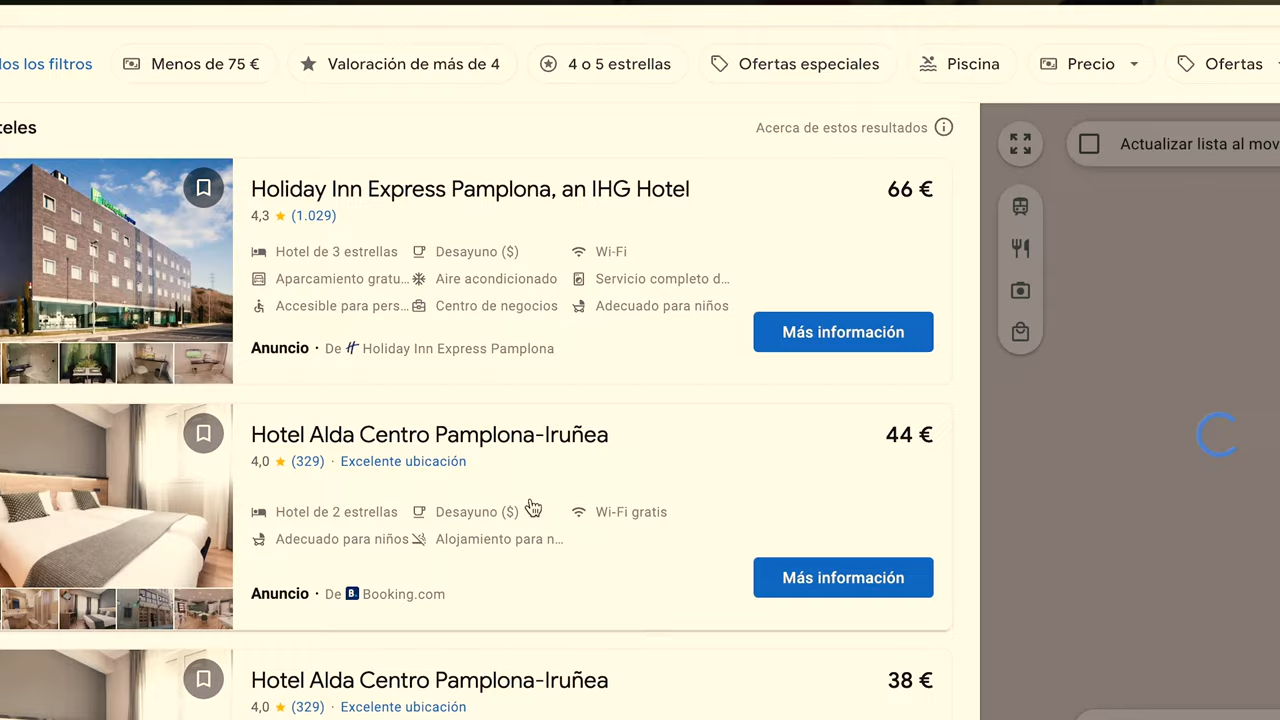 los los filtros
Menos de 75 €
Valoración de más de 4
4 o 5 estrellas
Ofertas especiales
Piscina
Precio
Ofertas
teles
Acerca de estos resultados
Actualizar lista al mov
Holiday Inn Express Pamplona, an IHG Hotel
66 €
4,3 ★ (1.029)
Hotel de 3 estrellas
Desayuno ($)
Wi-Fi
Aparcamiento gratu...
Aire acondicionado
Servicio completo d...
Accesible para pers...
Centro de negocios
Adecuado para niños
Más información
Anuncio · De Holiday Inn Express Pamplona
Hotel Alda Centro Pamplona-Iruñea
44 €
4,0 ★ (329) · Excelente ubicación
Hotel de 2 estrellas
Desayuno ($)
Wi-Fi gratis
Adecuado para niños
Alojamiento para n...
Más información
Anuncio · De B. Booking.com
Hotel Alda Centro Pamplona-Iruñea
38 €
4,0 ★ (329) · Excelente ubicación